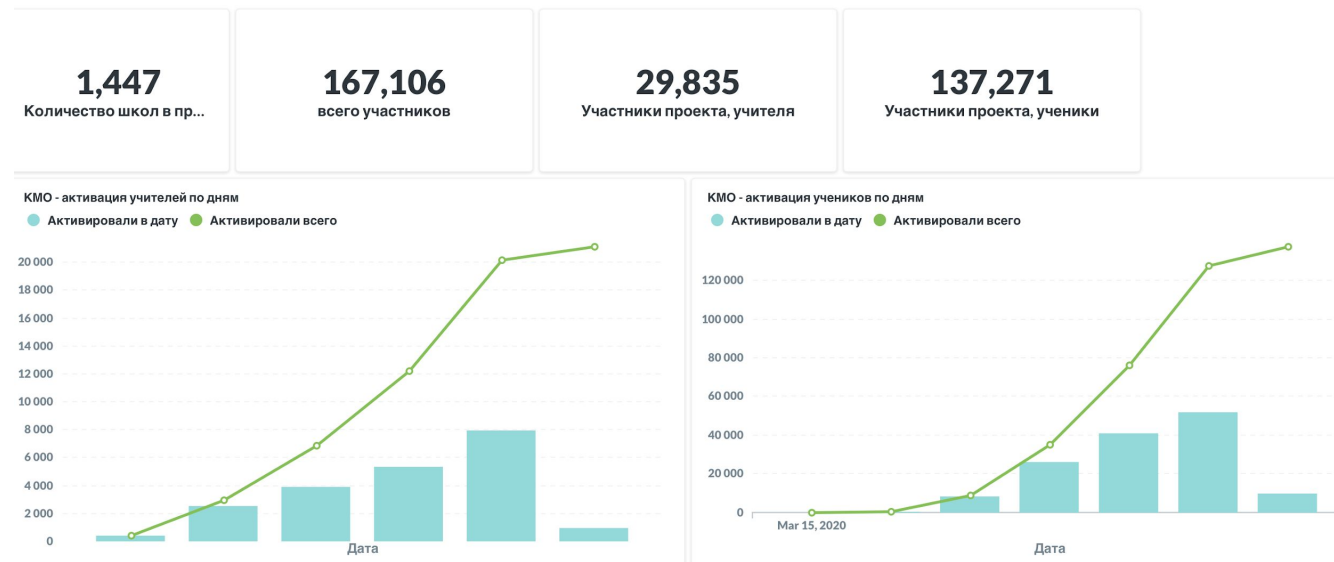 1,447
Количество школ в пр...
167,106
всего участников
29,835
Участники проекта, учителя
137,271
Участники проекта, ученики
КМО - активация учителей по дням
Активировали в дату Активировали всего
20 000
18 000
16 000
14 000
12 000
10 000
8 000
6 000
4 000
2 000
0
Дата
КМО - активация учеников по дням
Активировали в дату Активировали всего
120 000
100 000
80 000
60 000
40 000
20 000
0
Mar 15, 2020
Дата